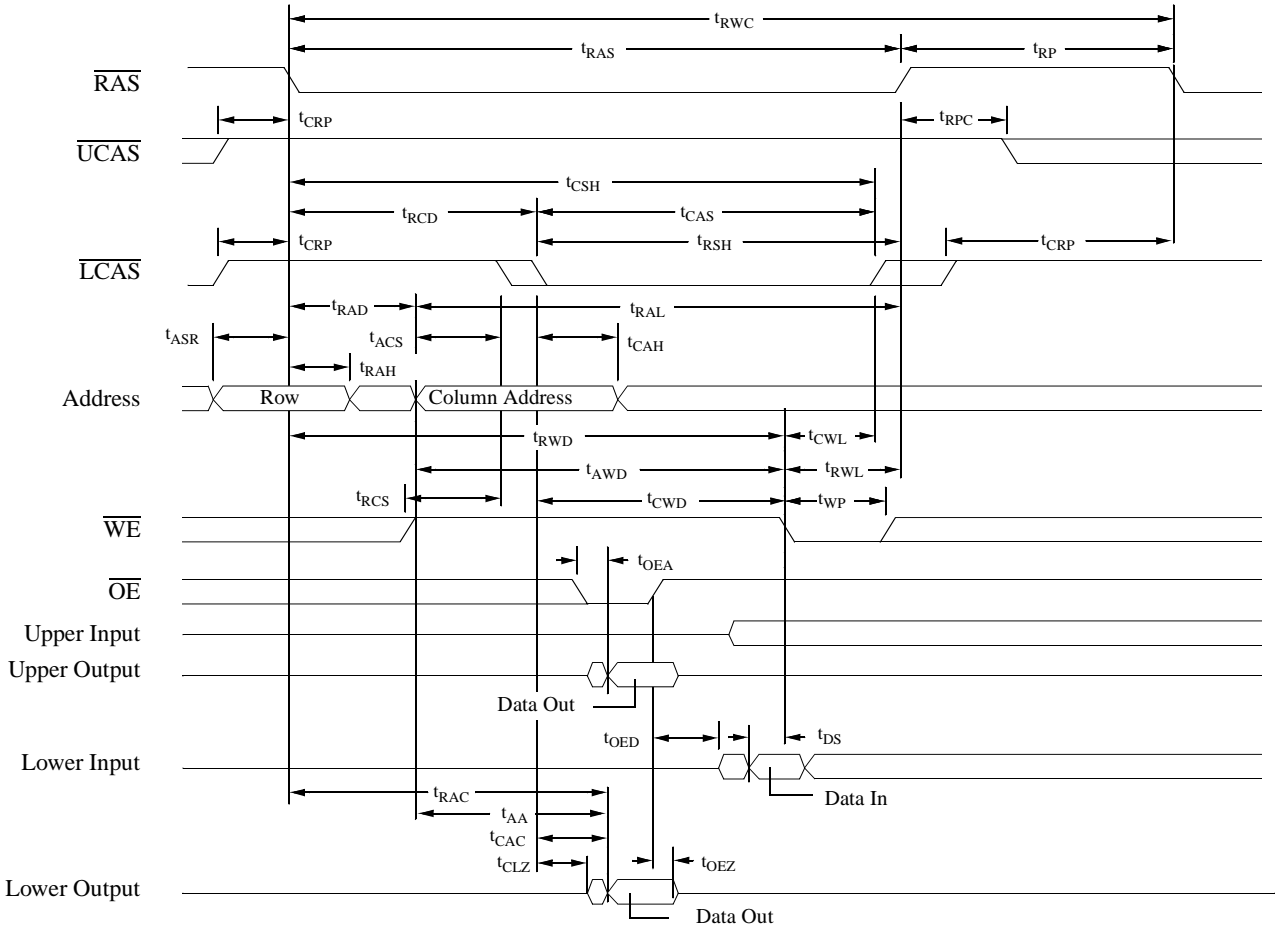 tRWC
tRAS
tRP
RAS
tCRP
tRPC
UCAS
tCSH
tRCD
tCAS
tCRP
tRSH
tCRP
LCAS
tRAD
tRAL
tASR
tACS
tCAH
tRAH
Address
Row
Column Address
tRWD
tCWL
tAWD
tRWL
tRCS
tCWD
tWP
WE
tOEA
OE
Upper Input
Upper Output
Data Out
tOED
tDS
Lower Input
tRAC
Data In
tAA
tCAC
tCLZ
tOEZ
Lower Output
Data Out